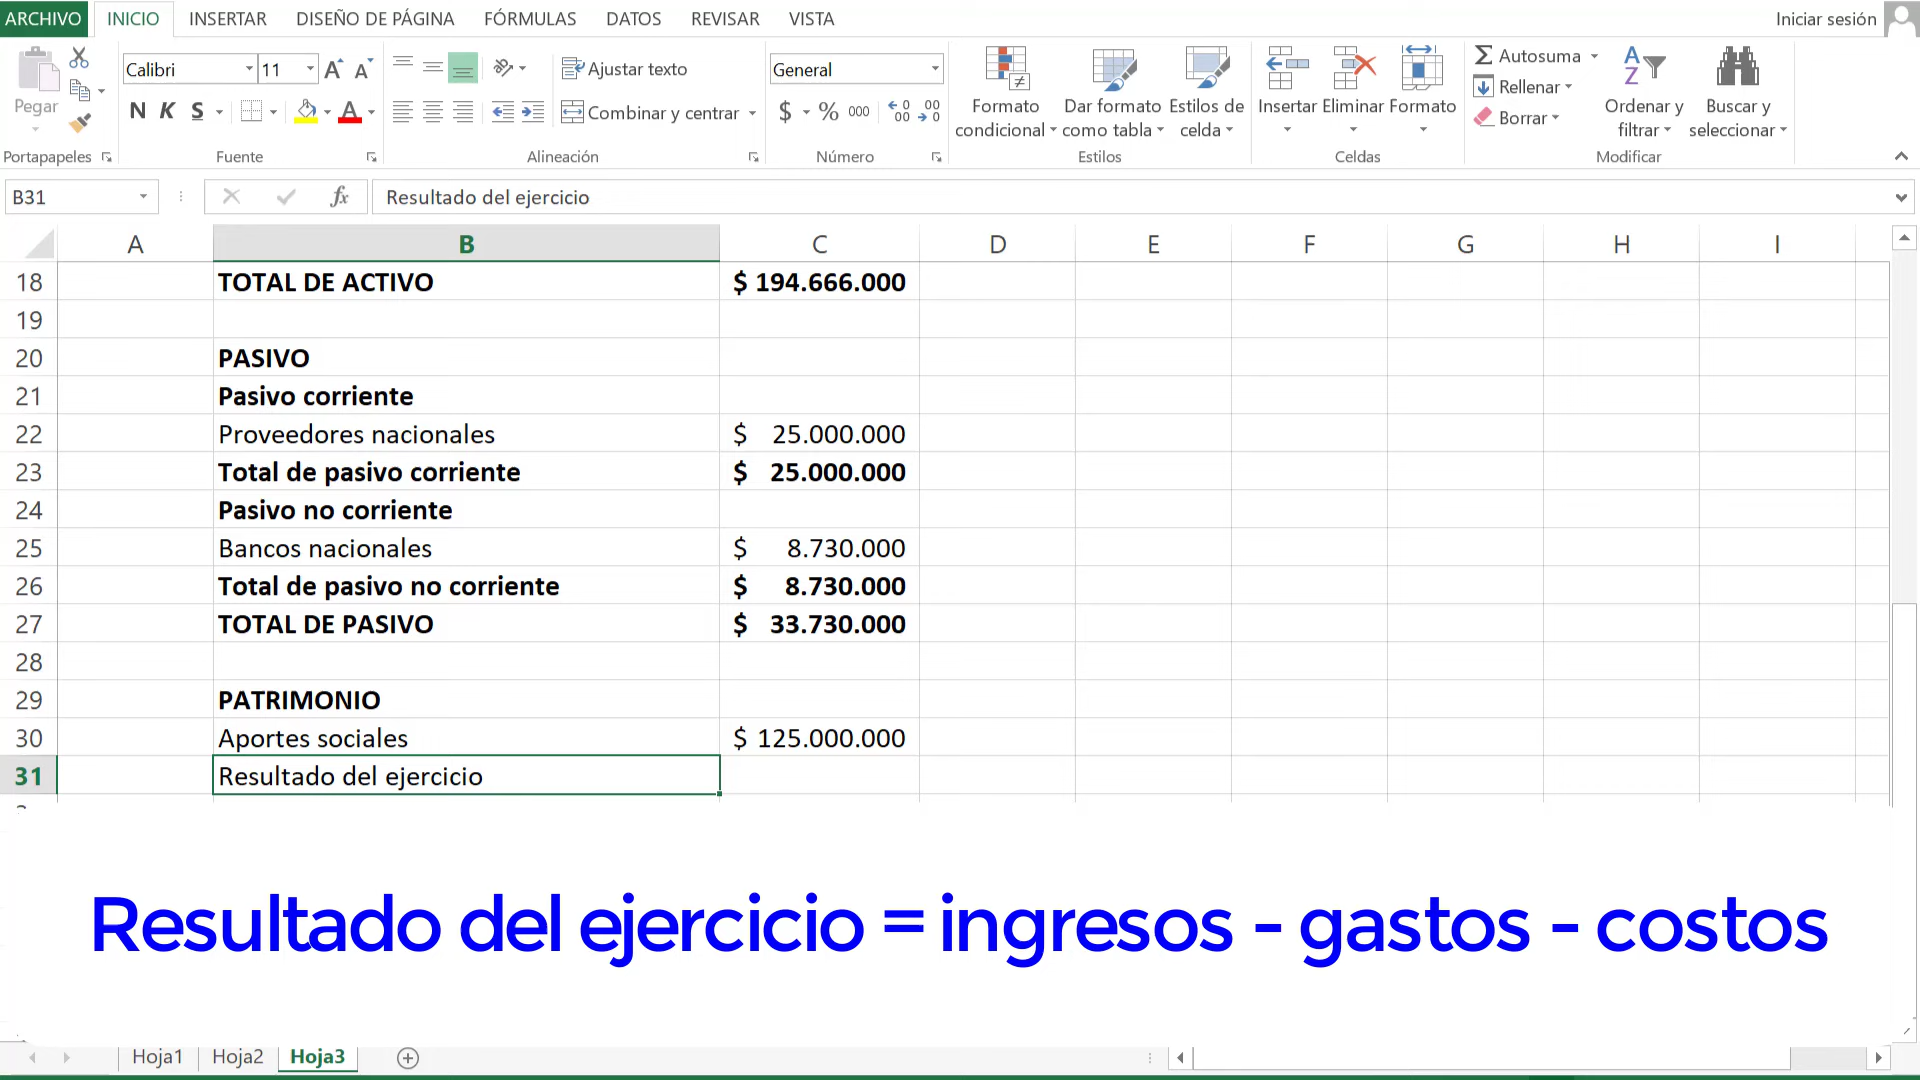 ARCHIVO INICIO INSERTAR DISEÑO DE PÁGINA FÓRMULAS DATOS REVISAR VISTA Iniciar sesión
Calibri 11 Ajustar texto General Autosuma
Pegar N K S Combinar y centrar $ % 000 Formato condicional Dar formato como tabla Estilos de celda Insertar Eliminar Formato Rellenar Borrar Ordenar y filtrar Buscar y seleccionar
Portapapeles Fuente Alineación Número Estilos Celdas Modificar
B31 fx Resultado del ejercicio
A B C D E F G H I
18 TOTAL DE ACTIVO $ 194.666.000
19
20 PASIVO
21 Pasivo corriente
22 Proveedores nacionales $ 25.000.000
23 Total de pasivo corriente $ 25.000.000
24 Pasivo no corriente
25 Bancos nacionales $ 8.730.000
26 Total de pasivo no corriente $ 8.730.000
27 TOTAL DE PASIVO $ 33.730.000
28
29 PATRIMONIO
30 Aportes sociales $ 125.000.000
31 Resultado del ejercicio
Resultado del ejercicio = ingresos - gastos - costos
Hoja1 Hoja2 Hoja3